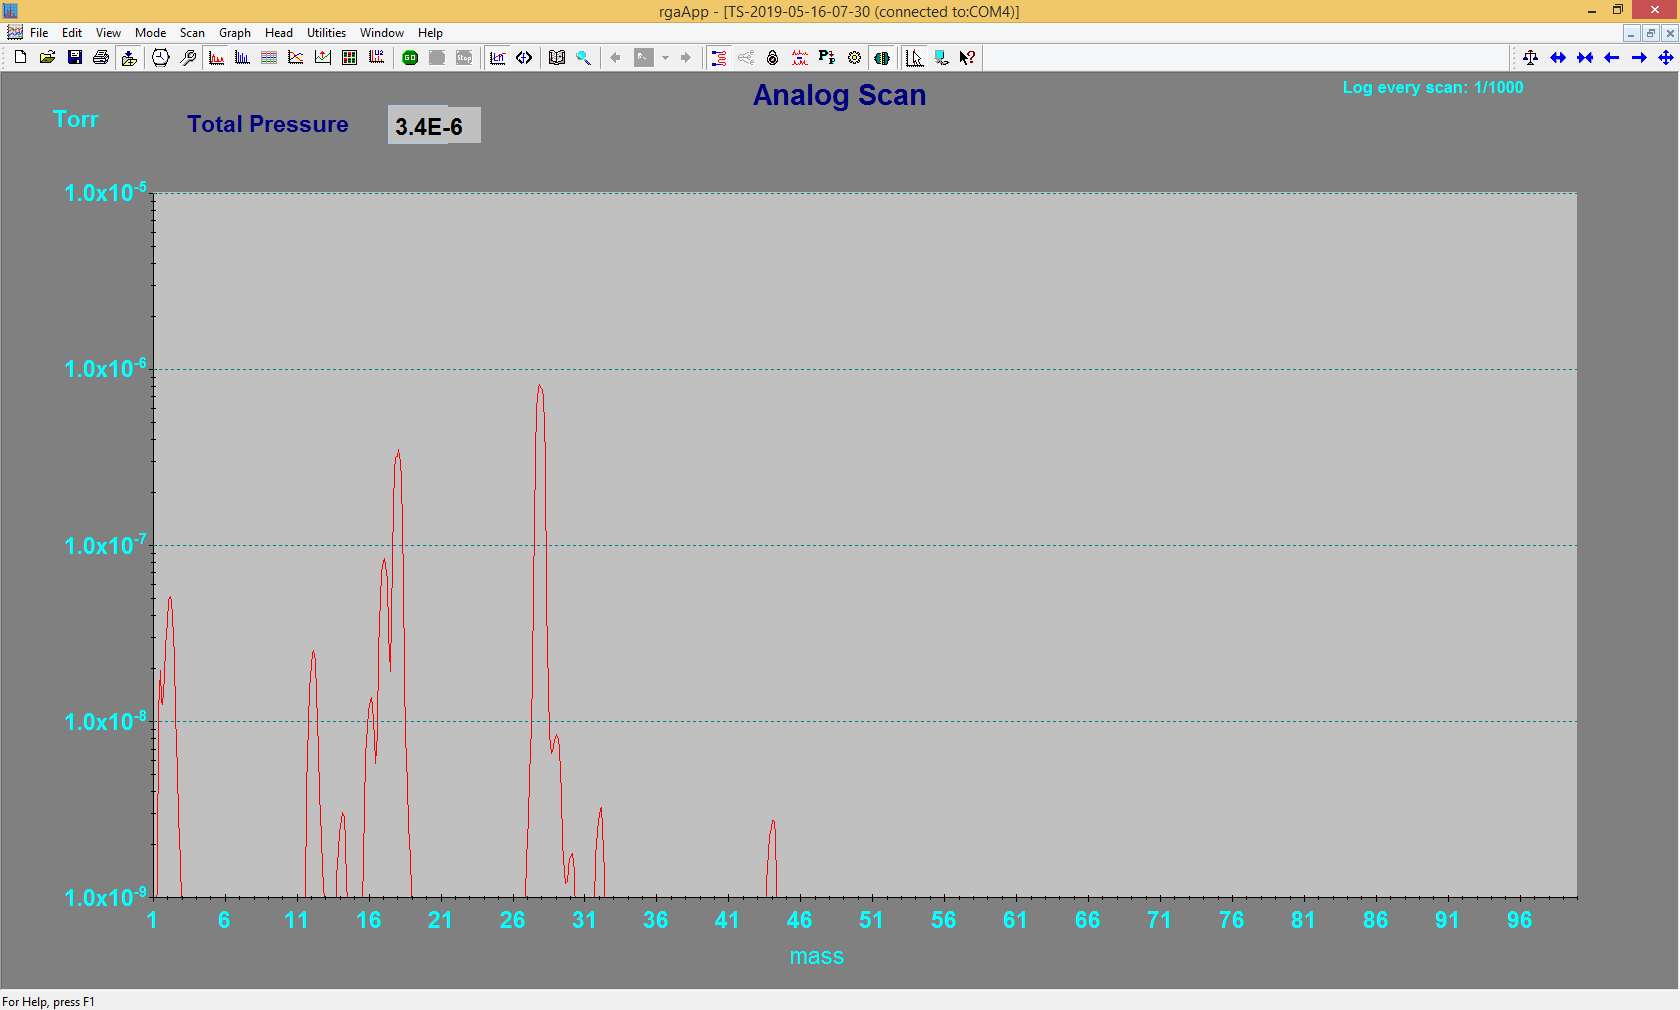 rgaApp - [TS-2019-05-16-07-30 (connected to:COM4)]
File Edit View Mode Scan Graph Head Utilities Window Help
GO Stop
Analog Scan
Log every scan: 1/1000
Torr
Total Pressure 3.4E-6
1.0x10-5
1.0x10-6
1.0x10-7
1.0x10-8
1.0x10-9
1 6 11 16 21 26 31 36 41 46 51 56 61 66 71 76 81 86 91 96
mass
For Help, press F1